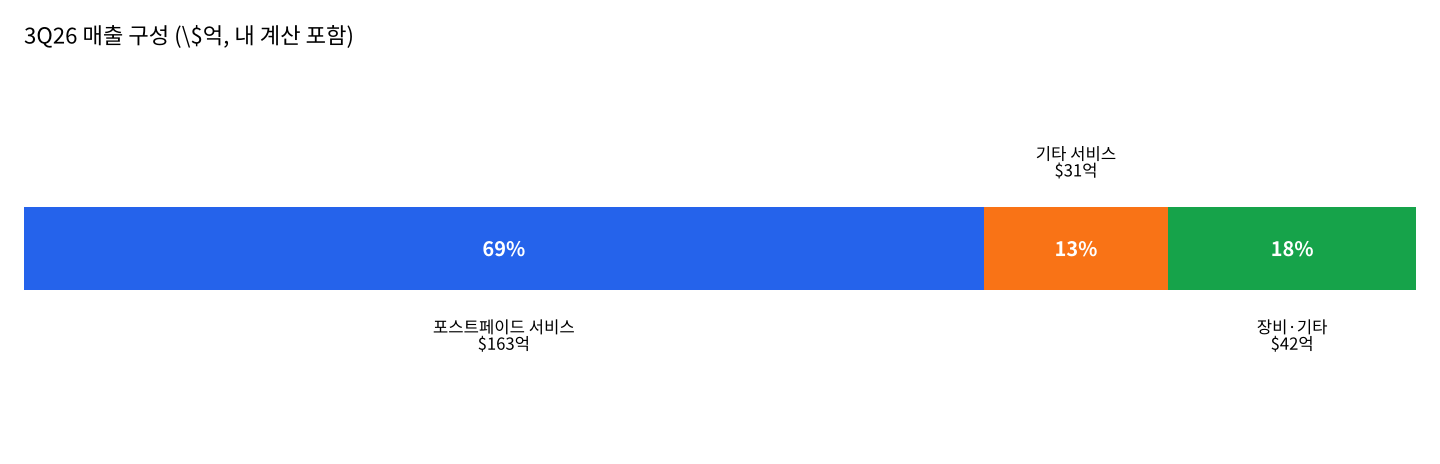 3Q26 매출 구성 (\$억, 내 계산 포함)
기타 서비스
$31억
69%
13%
18%
포스트페이드 서비스
$163억
장비·기타
$42억